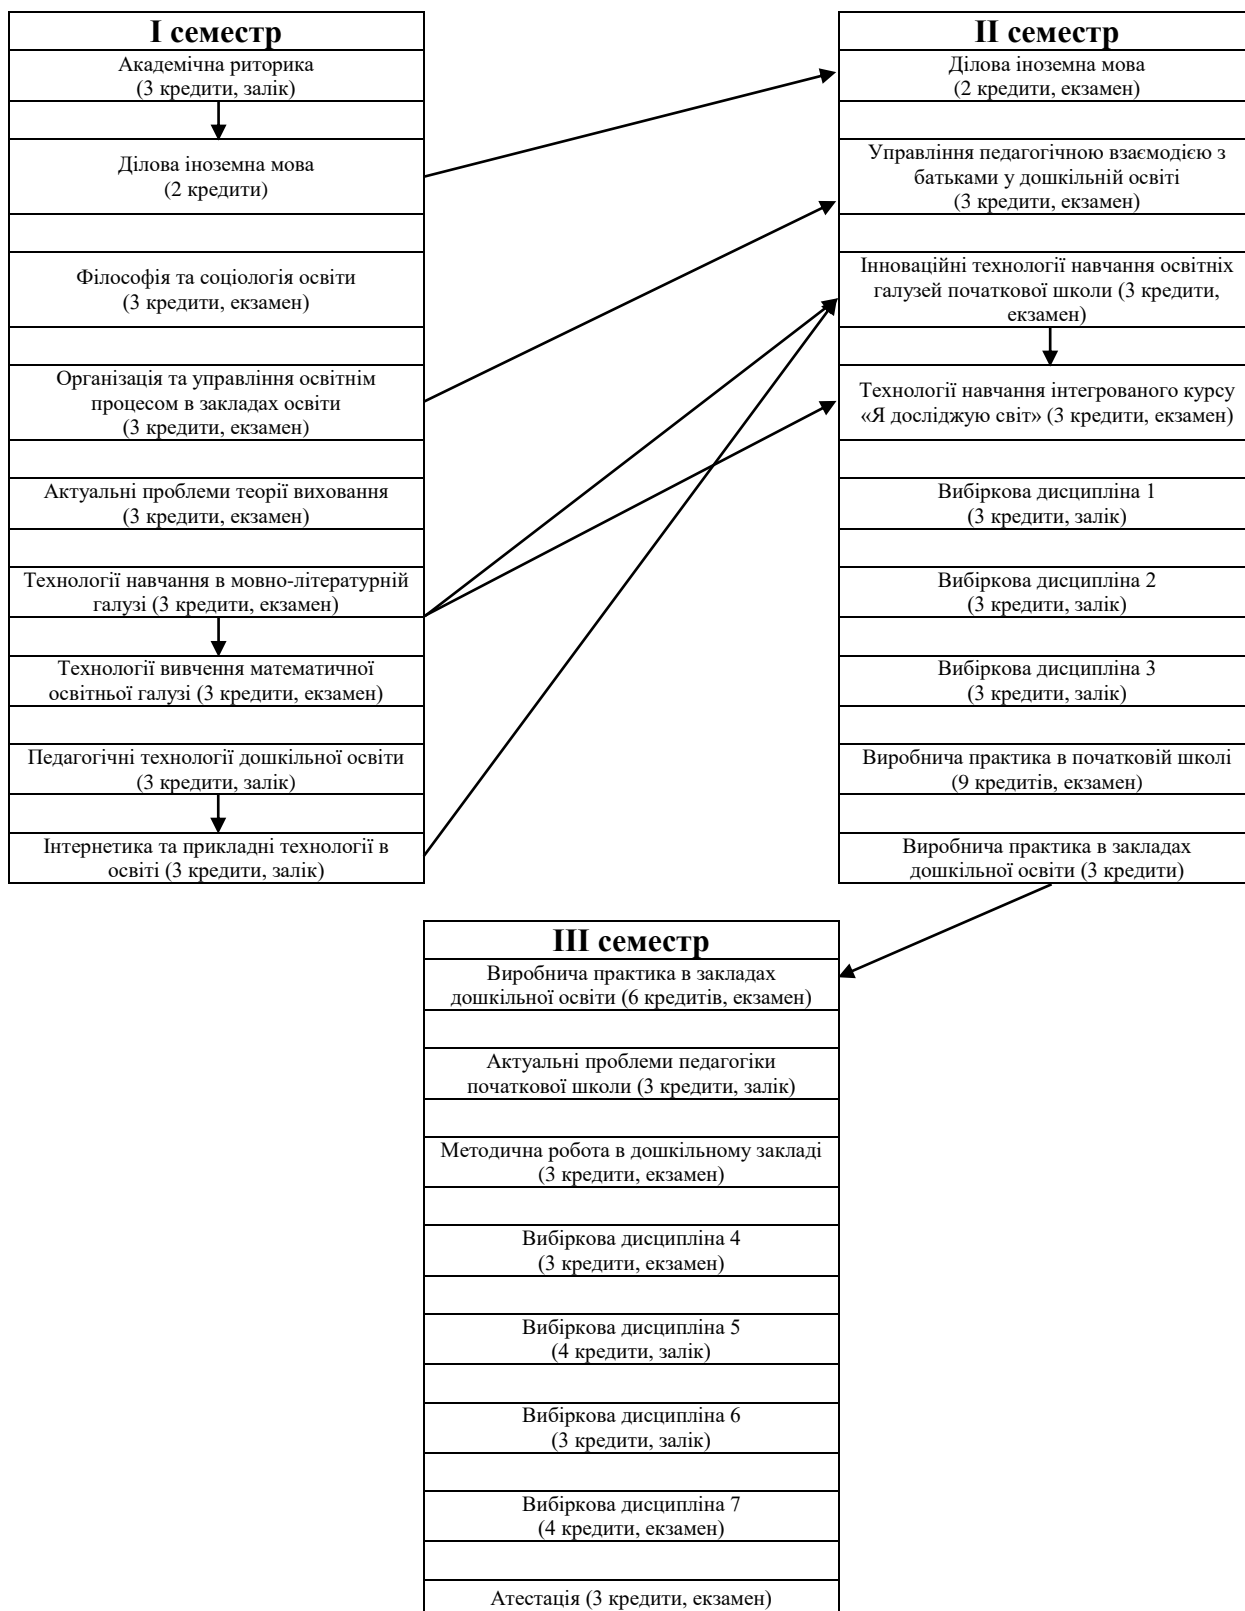 I семестр
Академічна риторика
(3 кредити, залік)
Ділова іноземна мова
(2 кредити)
Філософія та соціологія освіти
(3 кредити, екзамен)
Організація та управління освітнім
процесом в закладах освіти
(3 кредити, екзамен)
Актуальні проблеми теорії виховання
(3 кредити, екзамен)
Технології навчання в мовно-літературній
галузі (3 кредити, екзамен)
Технології вивчення математичної
освітньої галузі (3 кредити, екзамен)
Педагогічні технології дошкільної освіти
(3 кредити, залік)
Інтернетика та прикладні технології в
освіті (3 кредити, залік)
II семестр
Ділова іноземна мова
(2 кредити, екзамен)
Управління педагогічною взаємодією з
батьками у дошкільній освіті
(3 кредити, екзамен)
Інноваційні технології навчання освітніх
галузей початкової школи (3 кредити,
екзамен)
Технології навчання інтегрованого курсу
«Я досліджую світ» (3 кредити, екзамен)
Вибіркова дисципліна 1
(3 кредити, залік)
Вибіркова дисципліна 2
(3 кредити, залік)
Вибіркова дисципліна 3
(3 кредити, залік)
Виробнича практика в початковій школі
(9 кредитів, екзамен)
Виробнича практика в закладах
дошкільної освіти (3 кредити)
III семестр
Виробнича практика в закладах
дошкільної освіти (6 кредитів, екзамен)
Актуальні проблеми педагогіки
початкової школи (3 кредити, залік)
Методична робота в дошкільному закладі
(3 кредити, екзамен)
Вибіркова дисципліна 4
(3 кредити, екзамен)
Вибіркова дисципліна 5
(4 кредити, залік)
Вибіркова дисципліна 6
(3 кредити, залік)
Вибіркова дисципліна 7
(4 кредити, екзамен)
Атестація (3 кредити, екзамен)